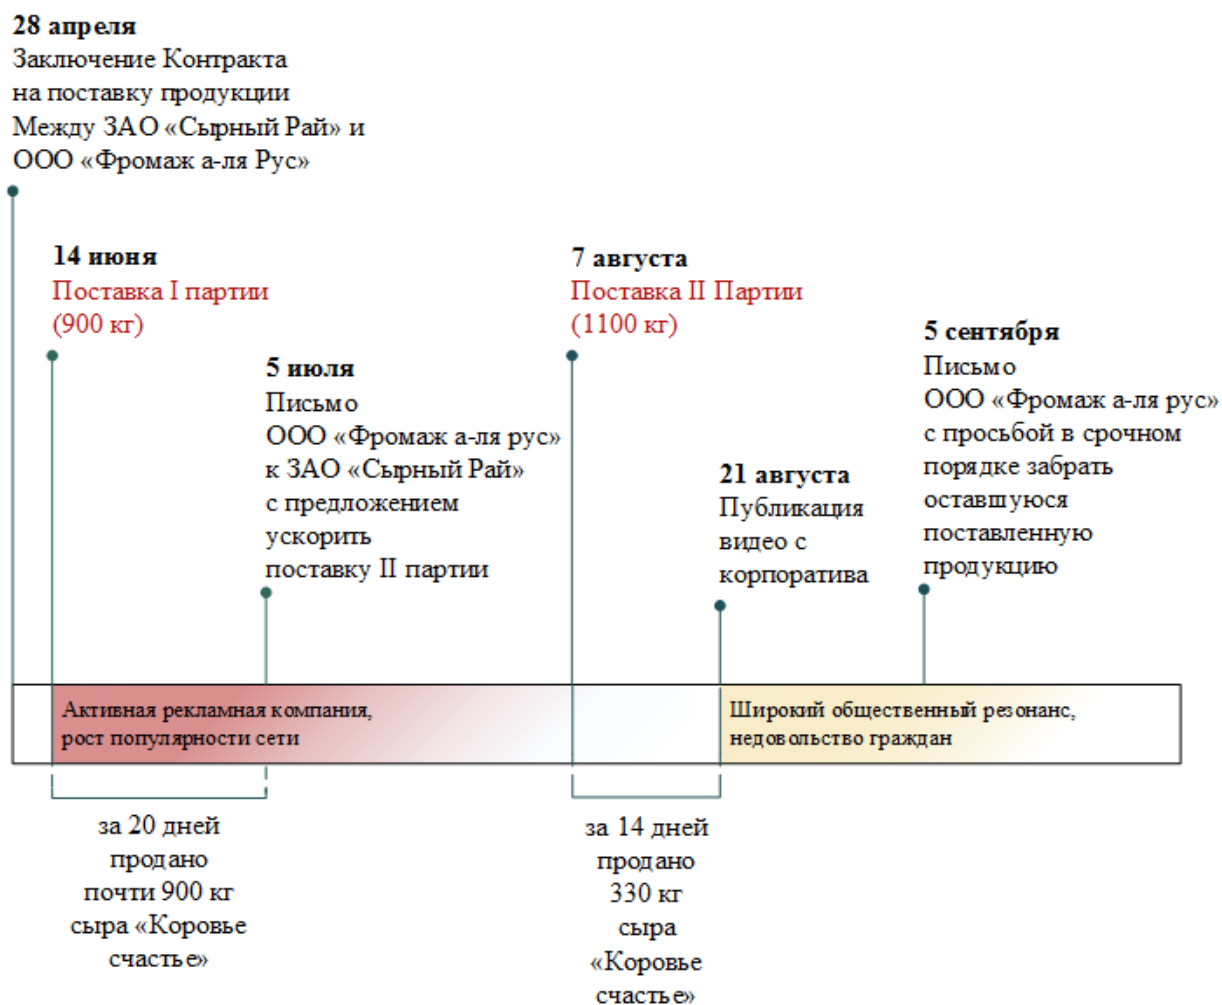 28 апреля
Заключение Контракта
на поставку продукции
Между ЗАО «Сырный Рай» и
ООО «Фромаж а-ля Рус»
14 июня
Поставка I партии
(900 кг)
5 июля
Письмо
ООО «Фромаж а-ля рус»
к ЗАО «Сырный Рай»
с предложением
ускорить
поставку II партии
7 августа
Поставка II Партии
(1100 кг)
21 августа
Публикация
видео с
корпоратива
5 сентября
Письмо
ООО «Фромаж а-ля рус»
с просьбой в срочном
порядке забрать
оставшуюся
поставленную
продукцию
Активная рекламная компания,
рост популярности сети
Широкий общественный резонанс,
недовольство граждан
за 20 дней
продано
почти 900 кг
сыра «Коровье
счастье»
за 14 дней
продано
330 кг
сыра
«Коровье
счастье»